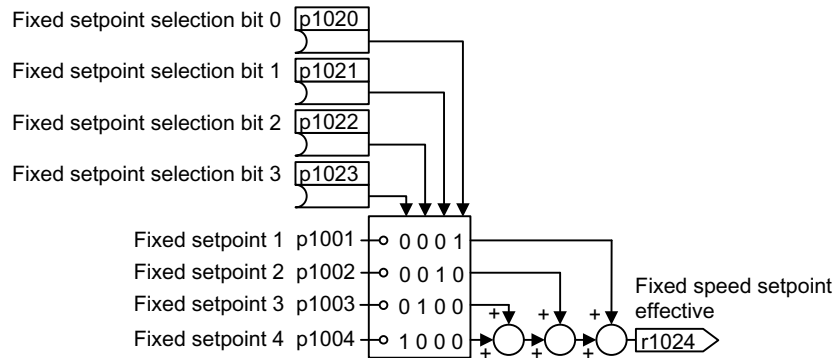 Fixed setpoint selection bit 0 p1020
Fixed setpoint selection bit 1 p1021
Fixed setpoint selection bit 2 p1022
Fixed setpoint selection bit 3 p1023
Fixed setpoint 1 p1001 0 0 0 1
Fixed setpoint 2 p1002 0 0 1 0
Fixed setpoint 3 p1003 0 1 0 0
Fixed setpoint 4 p1004 1 0 0 0
+ + +
+ + +
Fixed speed setpoint
effective
r1024